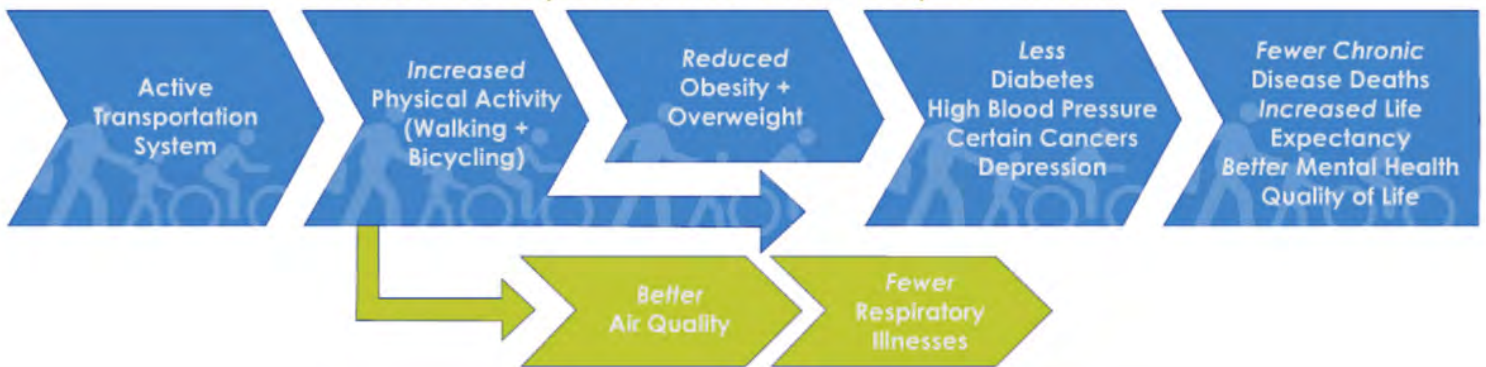 Active
Transportation
System
Increased
Physical Activity
(Walking +
Bicycling)
Reduced
Obesity +
Overweight
Less
Diabetes
High Blood Pressure
Certain Cancers
Depression
Fewer Chronic
Disease Deaths
Increased Life
Expectancy
Better Mental Health
Quality of Life
Better
Air Quality
Fewer
Respiratory
Illnesses